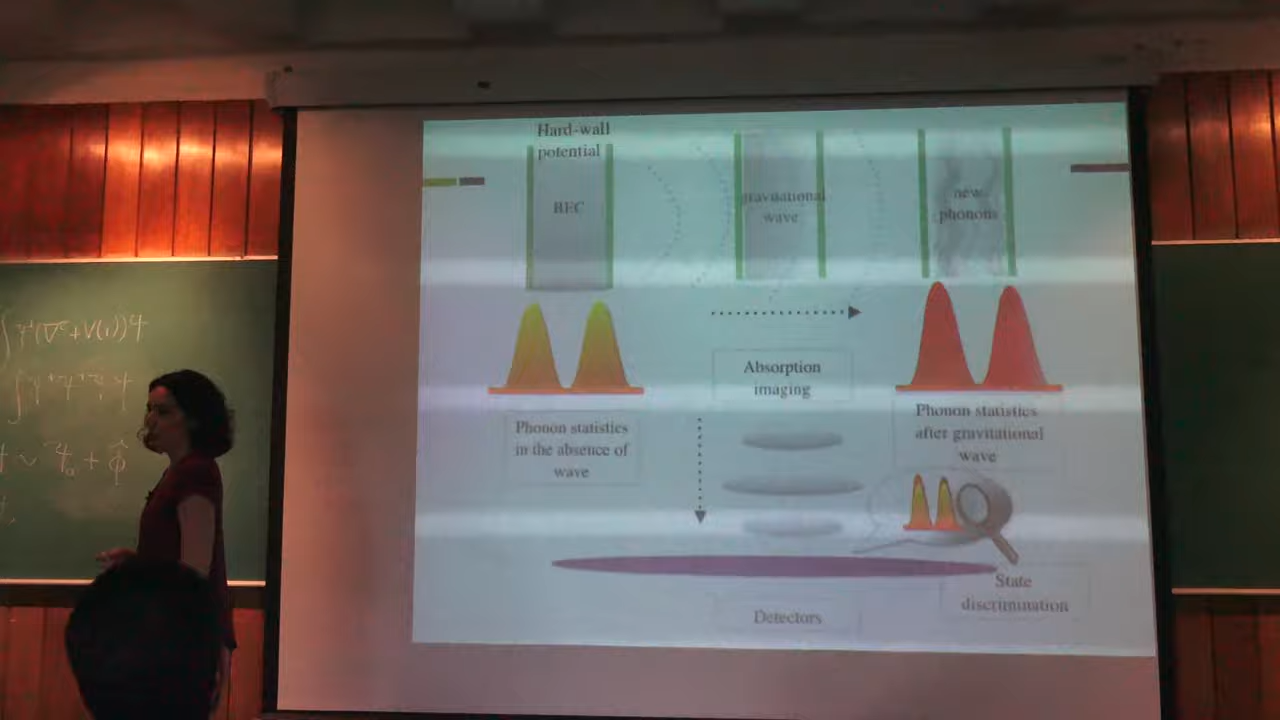 Hard-wall
potential
BEC
gravitational
wave
new
phonons
Absorption
imaging
Phonon statistics
in the absence of
wave
Phonon statistics
after gravitational
wave
State
discrimination
Detectors